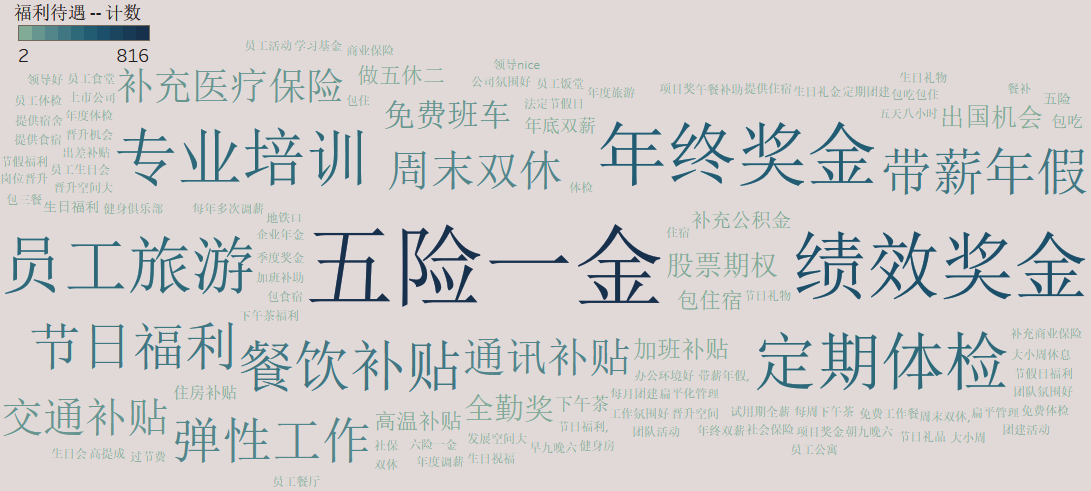 福利待遇 -- 计数
2 816
员工活动 学习基金 商业保险
领导好 员工食堂 补充医疗保险 做五休二 领导nice
公司氛围好 员工饭堂 生日礼物
员工体检 上市公司 包住 年度旅游 项目奖 午餐补助 提供住宿 生日礼金 定期团建 包吃包住 餐补
提供宿舍 年度体检 免费班车 法定节假日 五险
年底双薪 五天八小时 出国机会 包吃
提供食宿 晋升机会
节假福利 出差补贴 专业培训 周末双休 年终奖金 带薪年假
岗位晋升 员工生日会
晋升空间大 体检
包三餐 生日福利 健身俱乐部 每年多次调薪 地铁口
企业年金 住宿 补充公积金
员工旅游 季度奖金 五险一金 股票期权 绩效奖金
加班补助
包食宿 包住宿 节日礼物
下午茶福利
节日福利 餐饮补贴 通讯补贴 加班补贴 定期体检 补充商业保险
大小周休息
办公环境好 带薪年假, 节假日福利
住房补贴 每月团建 扁平化管理 团队氛围好
交通补贴 弹性工作 高温补贴 全勤奖 下午茶 工作氛围好 晋升空间 试用期全薪 每周下午茶 免费工作餐 周末双休, 扁平管理 免费体检
节日福利, 团队活动 年终双薪 社会保险 项目奖金 朝九晚六 节日礼品 大小周 团建活动
社保 六险一金 发展空间大 早九晚六 健身房 员工公寓
生日会 高提成 过节费 双休 年度调薪 生日祝福
员工餐厅